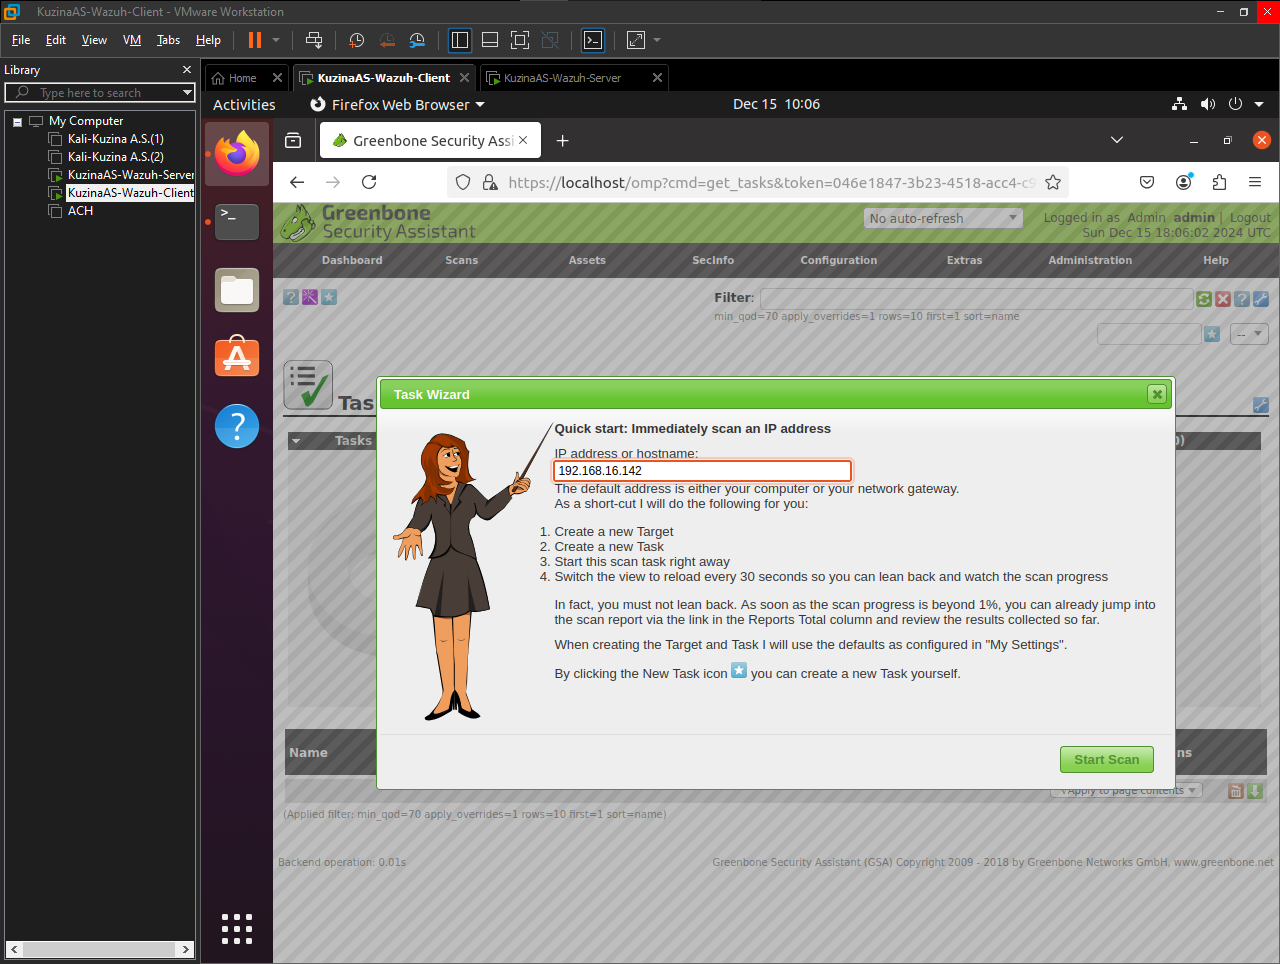 KuzinaAS-Wazuh-Client - VMware Workstation
File Edit View VM Tabs Help
Library
Home KuzinaAS-Wazuh-Client KuzinaAS-Wazuh-Server
Type here to search
My Computer
Kali-Kuzina A.S.(1)
Kali-Kuzina A.S.(2)
KuzinaAS-Wazuh-Server
KuzinaAS-Wazuh-Client
ACH
Activities Firefox Web Browser Dec 15 10:06
Greenbone Security Assi
https://localhost/omp?cmd=get_tasks&token=046e1847-3b23-4518-acc4-c9
Greenbone
Security Assistant
No auto-refresh
Logged in as Admin admin | Logout
Sun Dec 15 18:06:02 2024 UTC
Dashboard Scans Assets SecInfo Configuration Extras Administration Help
Filter:
min_qod=70 apply_overrides=1 rows=10 first=1 sort=name
--
Tas
Tasks
)
Task Wizard
Quick start: Immediately scan an IP address
IP address or hostname:
192.168.16.142
The default address is either your computer or your network gateway.
As a short-cut I will do the following for you:
1. Create a new Target
2. Create a new Task
3. Start this scan task right away
4. Switch the view to reload every 30 seconds so you can lean back and watch the scan progress
In fact, you must not lean back. As soon as the scan progress is beyond 1%, you can already jump into
the scan report via the link in the Reports Total column and review the results collected so far.
When creating the Target and Task I will use the defaults as configured in "My Settings".
By clicking the New Task icon you can create a new Task yourself.
Start Scan
Name
ns
√Apply to page contents
(Applied filter: min_qod=70 apply_overrides=1 rows=10 first=1 sort=name)
Backend operation: 0.01s
Greenbone Security Assistant (GSA) Copyright 2009 - 2018 by Greenbone Networks GmbH, www.greenbone.net